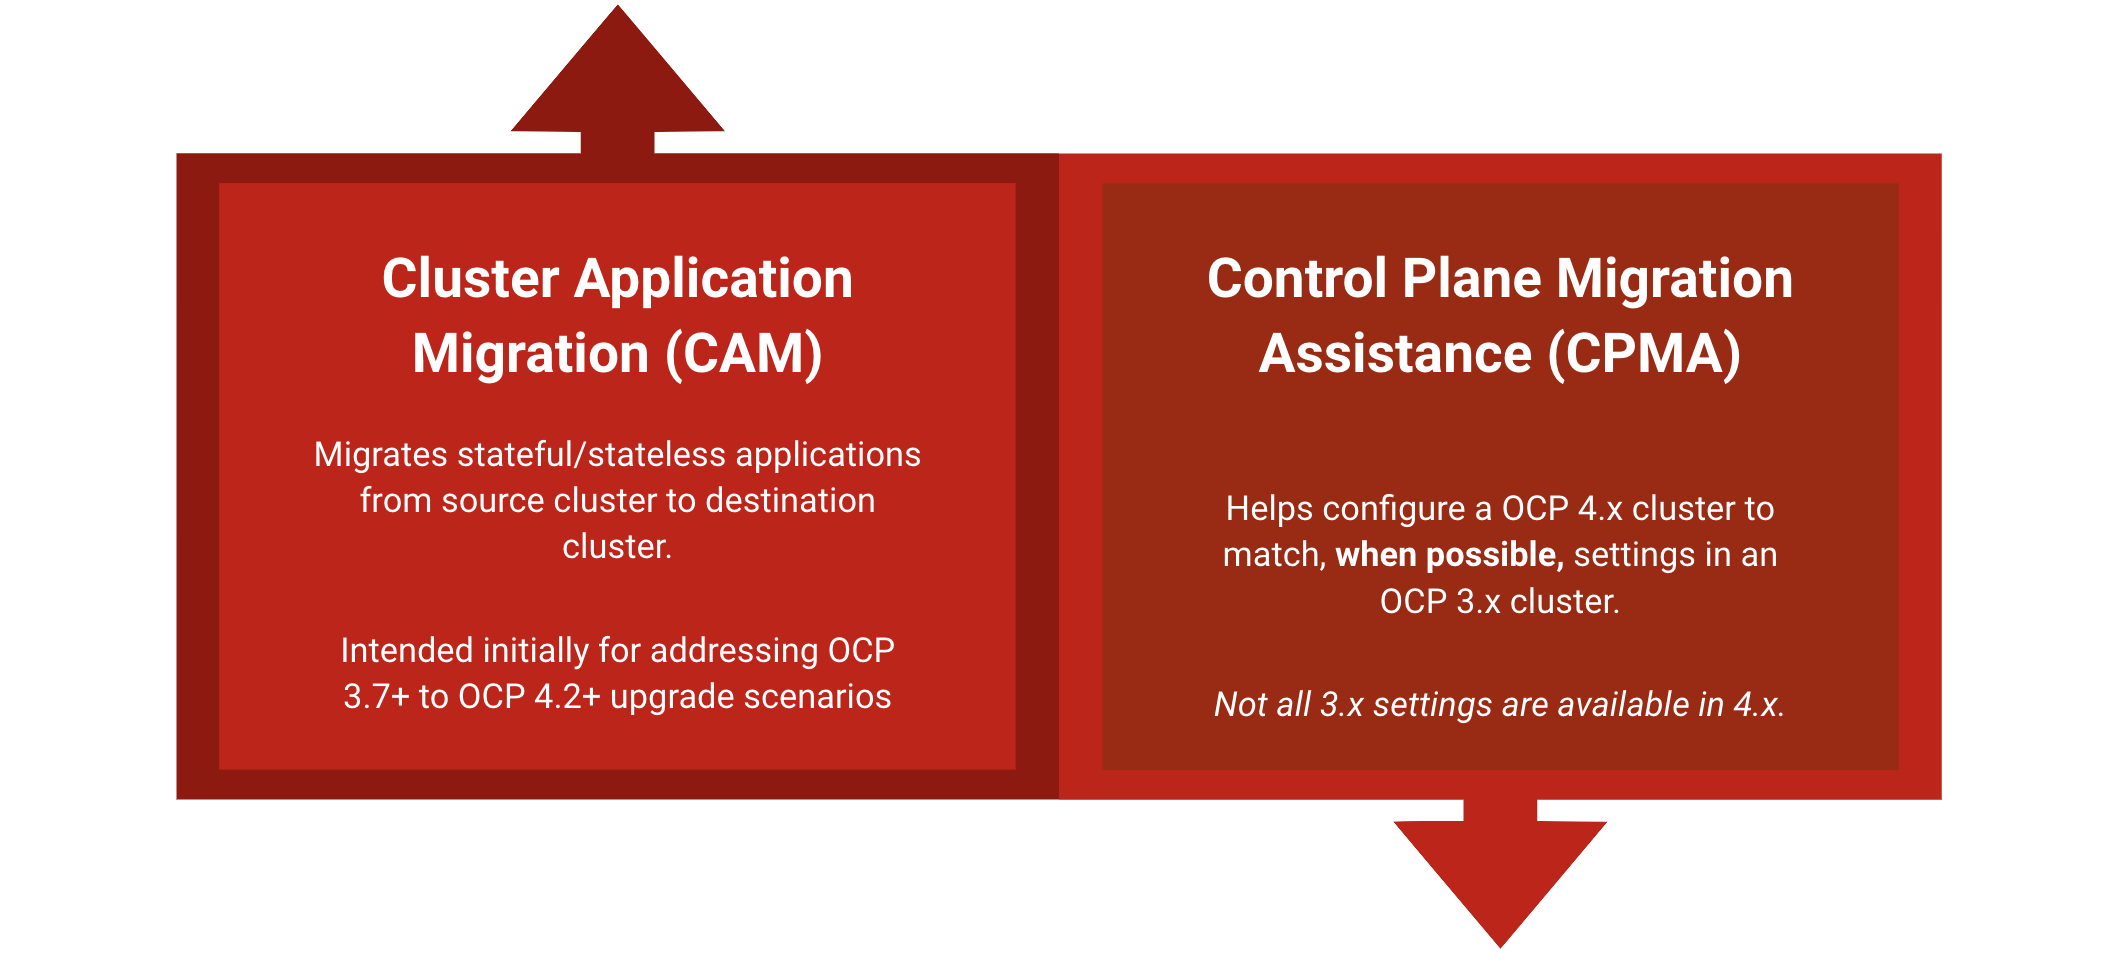 Cluster Application
Migration (CAM)
Migrates stateful/stateless applications
from source cluster to destination
cluster.
Intended initially for addressing OCP
3.7+ to OCP 4.2+ upgrade scenarios
Control Plane Migration
Assistance (CPMA)
Helps configure a OCP 4.x cluster to
match, when possible, settings in an
OCP 3.x cluster.
Not all 3.x settings are available in 4.x.